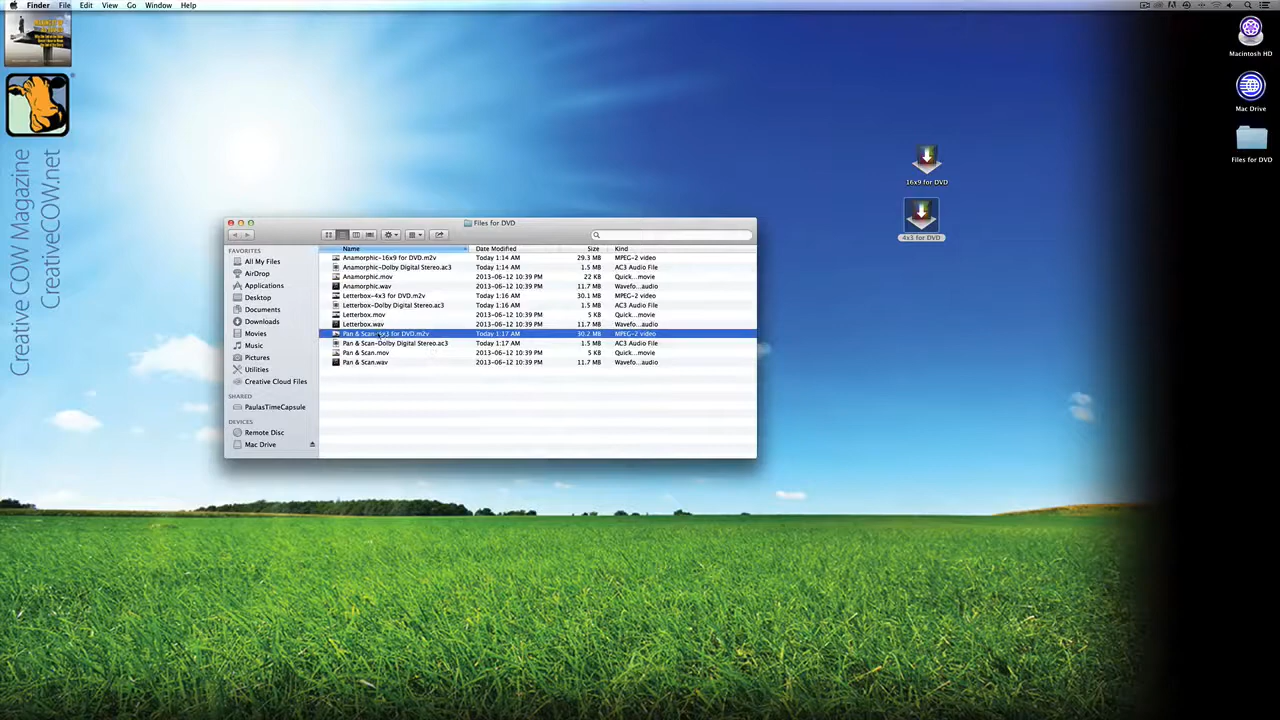 Finder File Edit View Go Window Help
Creative COW Magazine
CreativeCOW.net
Macintosh HD
Mac Drive
Files for DVD
16x9 for DVD
4x3 for DVD
Files for DVD
FAVORITES
All My Files
AirDrop
Applications
Desktop
Documents
Downloads
Movies
Music
Pictures
Utilities
Creative Cloud Files
SHARED
PaulasTimeCapsule
DEVICES
Remote Disc
Mac Drive
Name Date Modified Size Kind
Anamorphic-16x9 for DVD.m2v Today 1:14 AM 29.3 MB MPEG-2 video
Anamorphic-Dolby Digital Stereo.ac3 Today 1:14 AM 1.5 MB AC3 Audio File
Anamorphic.mov 2013-06-12 10:39 PM 22 KB Quick...movie
Anamorphic.wav 2013-06-12 10:39 PM 11.7 MB Wavefo...audio
Letterbox-4x3 for DVD.m2v Today 1:16 AM 30.1 MB MPEG-2 video
Letterbox-Dolby Digital Stereo.ac3 Today 1:16 AM 1.5 MB AC3 Audio File
Letterbox.mov 2013-06-12 10:39 PM 5 KB Quick...movie
Letterbox.wav 2013-06-12 10:39 PM 11.7 MB Wavefo...audio
Pan & Scan-4x3 for DVD.m2v Today 1:17 AM 30.2 MB MPEG-2 video
Pan & Scan-Dolby Digital Stereo.ac3 Today 1:17 AM 1.5 MB AC3 Audio File
Pan & Scan.mov 2013-06-12 10:39 PM 5 KB Quick...movie
Pan & Scan.wav 2013-06-12 10:39 PM 11.7 MB Wavefo...audio